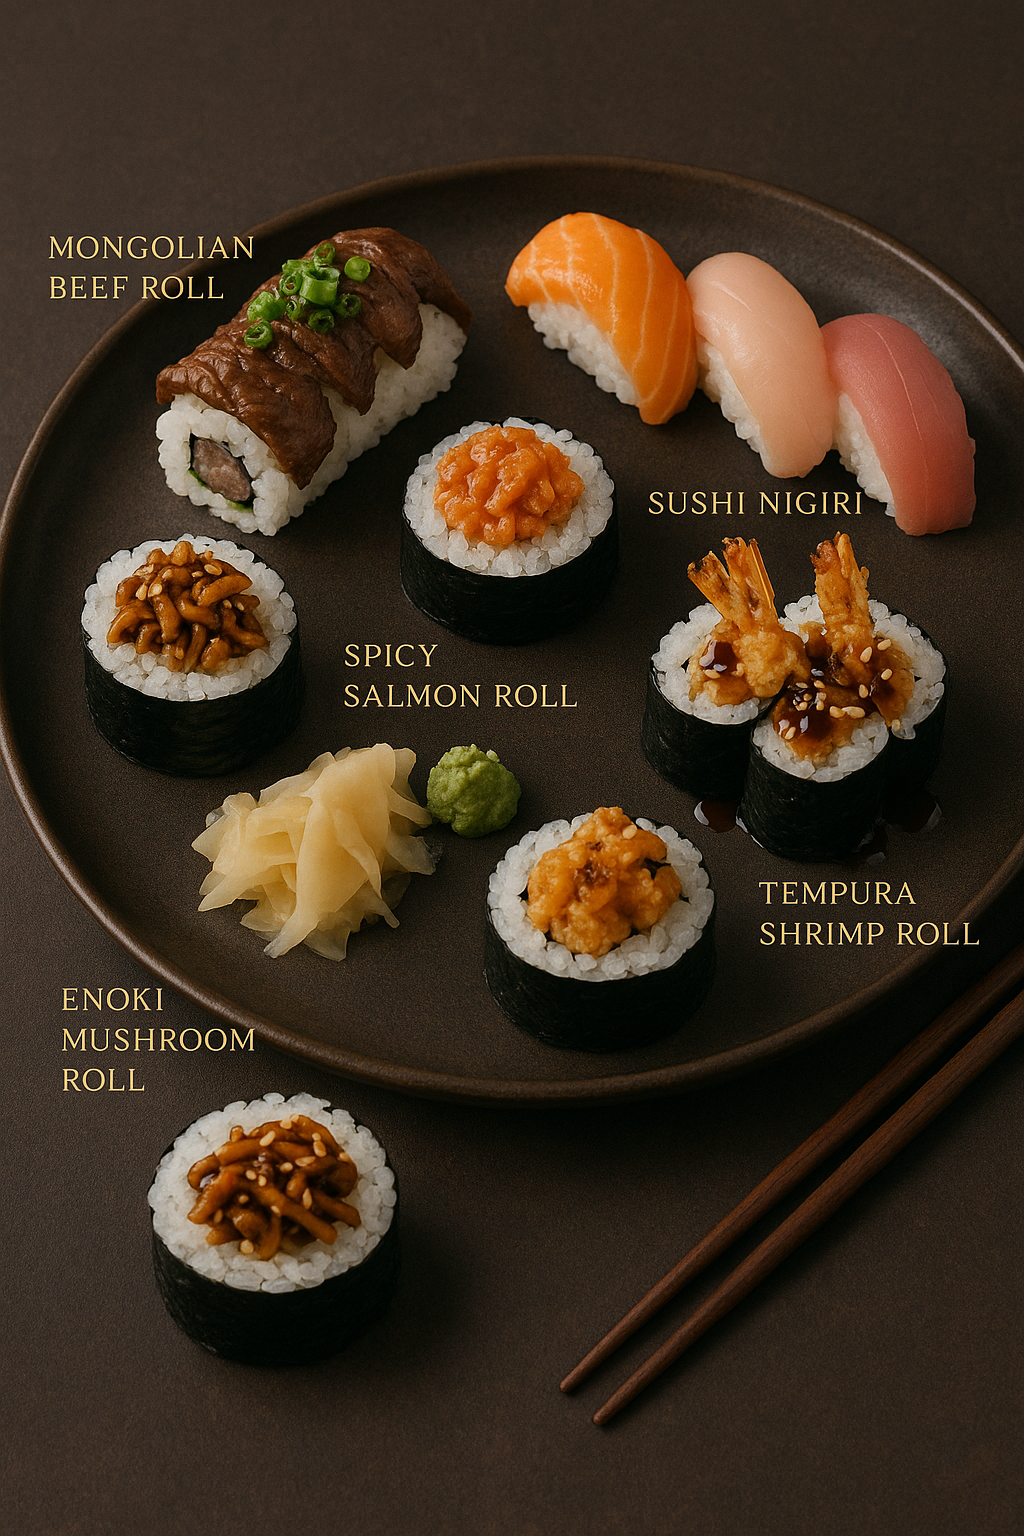 MONGOLIAN
BEEF ROLL
SUSHI NIGIRI
SPICY
SALMON ROLL
TEMPURA
SHRIMP ROLL
ENOKI
MUSHROOM
ROLL